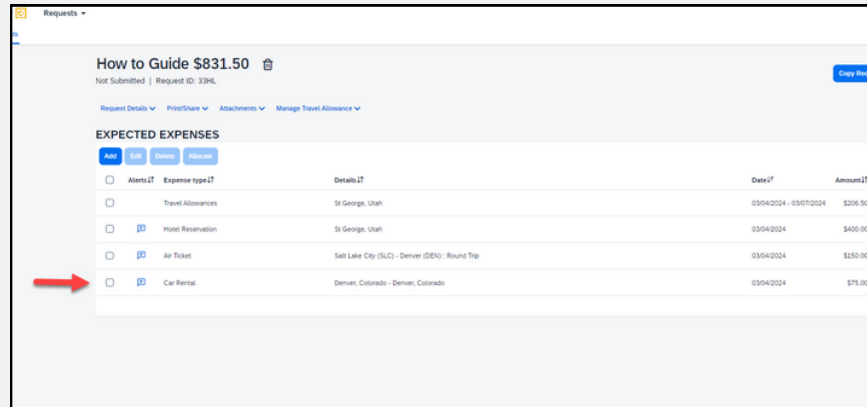 Requests
How to Guide $831.50
Copy Req
Not Submitted | Request ID: 33HL
Request Details Print/Share Attachments Manage Travel Allowance
EXPECTED EXPENSES
Add Edit Delete Allocate
Alerts Expense type Details Date Amount
Travel Allowances St George, Utah 03/04/2024 - 03/07/2024 $206.50
Hotel Reservation St George, Utah 03/04/2024 $400.00
Air Ticket Salt Lake City (SLC) - Denver (DEN) : Round Trip 03/04/2024 $150.00
Car Rental Denver, Colorado - Denver, Colorado 03/04/2024 $75.00